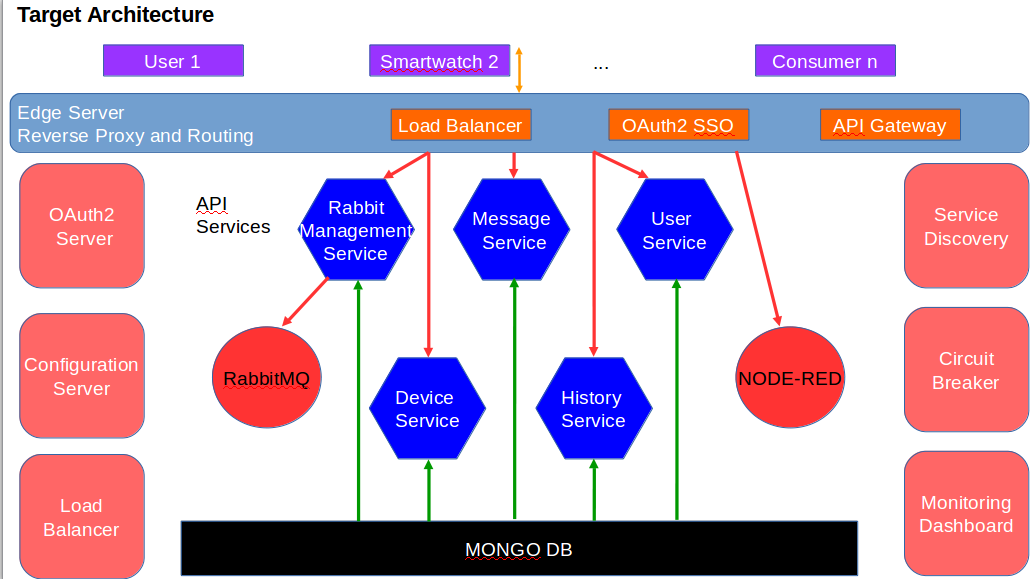 Target Architecture
User 1
Smartwatch 2
...
Consumer n
Edge Server
Reverse Proxy and Routing
Load Balancer
OAuth2 SSO
API Gateway
OAuth2
Server
API
Services
Rabbit
Management
Service
Message
Service
User
Service
Service
Discovery
Configuration
Server
RabbitMQ
Device
Service
History
Service
NODE-RED
Circuit
Breaker
Load
Balancer
MONGO DB
Monitoring
Dashboard